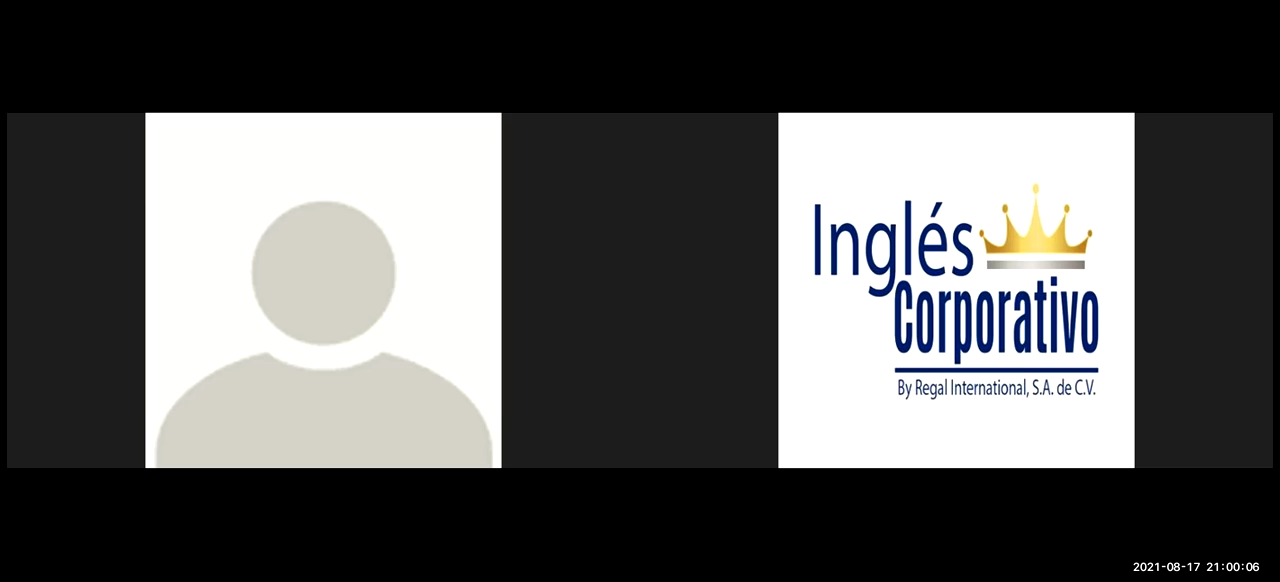 Inglés
Corporativo
By Regal International, S.A. de C.V.
2021-08-17 21:00:06